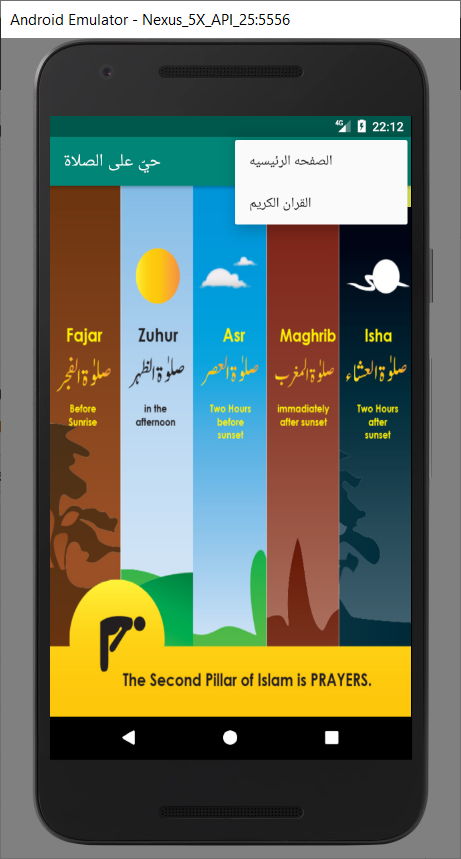 Android Emulator - Nexus_5X_API_25:5556
4G 22:12
حيّ على الصلاة
الصفحه الرئيسيه
القران الكريم
Fajar Zuhur Asr Maghrib Isha
صلوٰة الفجر صلوٰة الظهر صلوٰة العصر صلوٰة المغرب صلوٰة العشاء
Before
Sunrise
in the
afternoon
Two Hours
before
sunset
immadiately
after sunset
Two Hours
after
sunset
The Second Pillar of Islam is PRAYERS.